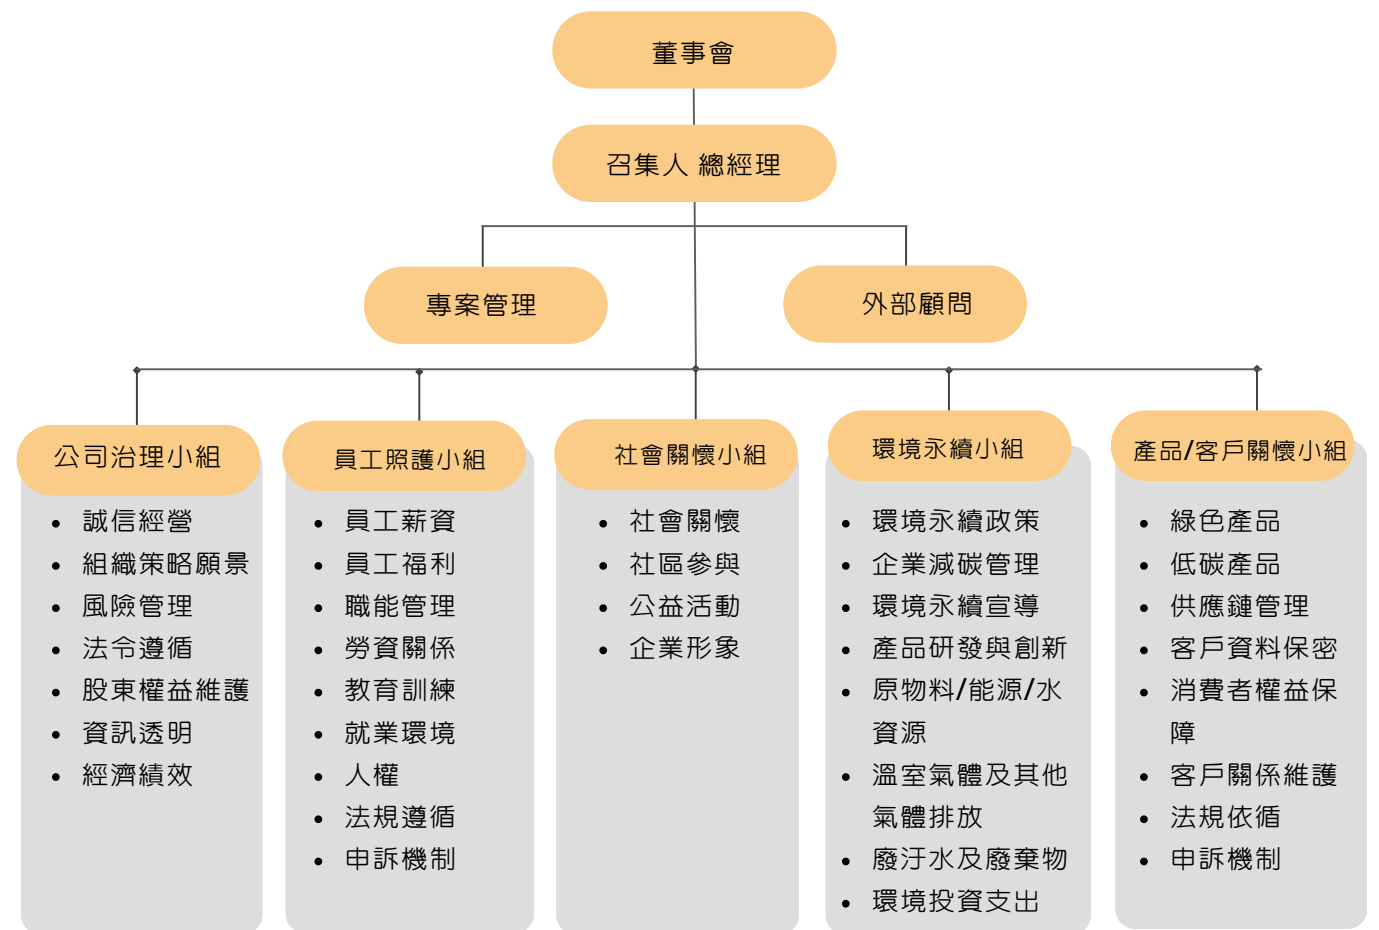 董事會
召集人 總經理
專案管理
外部顧問
公司治理小組
• 誠信經營
• 組織策略願景
• 風險管理
• 法令遵循
• 股東權益維護
• 資訊透明
• 經濟績效
員工照護小組
• 員工薪資
• 員工福利
• 職能管理
• 勞資關係
• 教育訓練
• 就業環境
• 人權
• 法規遵循
• 申訴機制
社會關懷小組
• 社會關懷
• 社區參與
• 公益活動
• 企業形象
環境永續小組
• 環境永續政策
• 企業減碳管理
• 環境永續宣導
• 產品研發與創新
• 原物料/能源/水
資源
• 溫室氣體及其他
氣體排放
• 廢汙水及廢棄物
• 環境投資支出
產品/客戶關懷小組
• 綠色產品
• 低碳產品
• 供應鏈管理
• 客戶資料保密
• 消費者權益保
障
• 客戶關係維護
• 法規依循
• 申訴機制